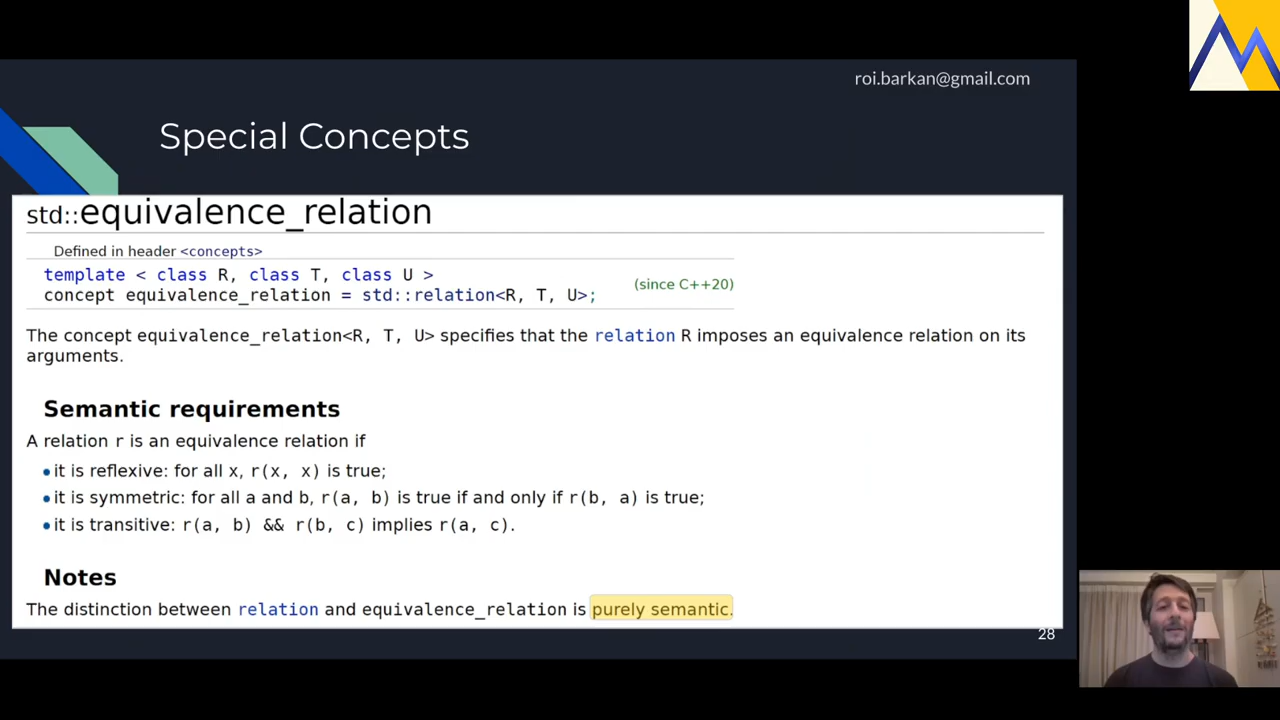 roi.barkan@gmail.com
Special Concepts
std::equivalence_relation
Defined in header <concepts>
template < class R, class T, class U >
concept equivalence_relation = std::relation<R, T, U>;
(since C++20)
The concept equivalence_relation<R, T, U> specifies that the relation R imposes an equivalence relation on its
arguments.
Semantic requirements
A relation r is an equivalence relation if
• it is reflexive: for all x, r(x, x) is true;
• it is symmetric: for all a and b, r(a, b) is true if and only if r(b, a) is true;
• it is transitive: r(a, b) && r(b, c) implies r(a, c).
Notes
The distinction between relation and equivalence_relation is purely semantic.
28